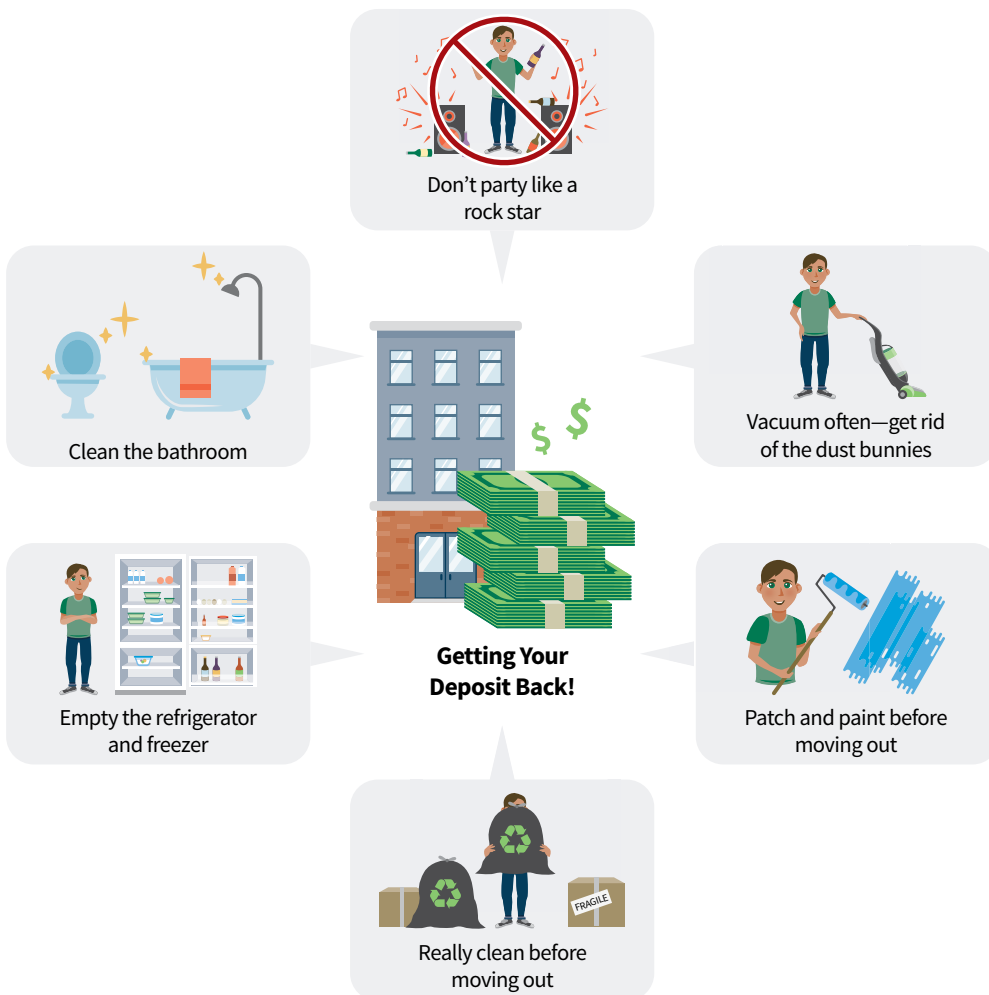 Don’t party like a
rock star
Clean the bathroom
Vacuum often—get rid
of the dust bunnies
$
$
Getting Your
Deposit Back!
Empty the refrigerator
and freezer
Patch and paint before
moving out
FRAGILE
Really clean before
moving out